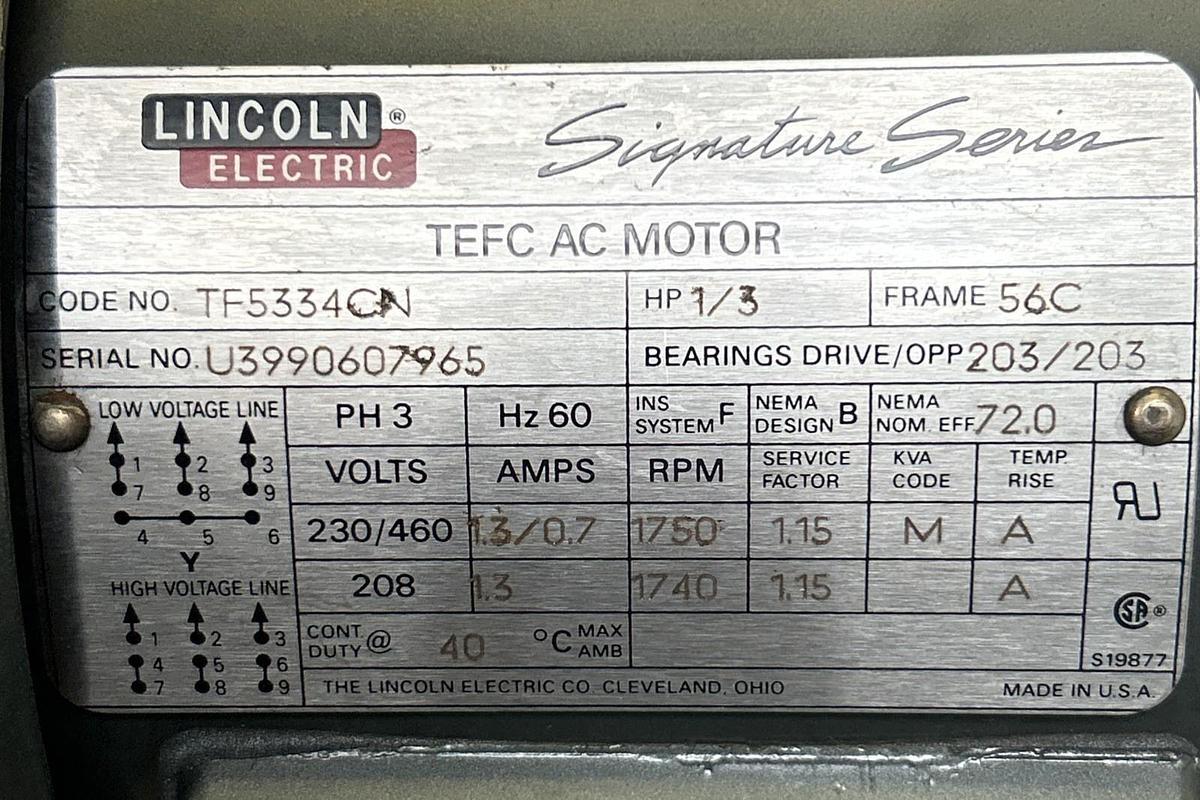 LINCOLN ®
ELECTRIC
Signature Series
TEFC AC MOTOR
CODE NO. TF5334CN HP 1/3 FRAME 56C
SERIAL NO. U3990607965 BEARINGS DRIVE/OPP 203/203
LOW VOLTAGE LINE
1 2 3
7 8 9
4 5 6
Y
HIGH VOLTAGE LINE
1 2 3
4 5 6
7 8 9
PH 3 Hz 60 INS SYSTEM F NEMA DESIGN B NEMA NOM. EFF 72.0
VOLTS AMPS RPM SERVICE FACTOR KVA CODE TEMP. RISE
230/460 1.3/0.7 1750 1.15 M A
208 1.3 1740 1.15 A
CONT. DUTY @ 40 °C MAX AMB
UR
SA ®
S19877
THE LINCOLN ELECTRIC CO. CLEVELAND, OHIO MADE IN U.S.A.